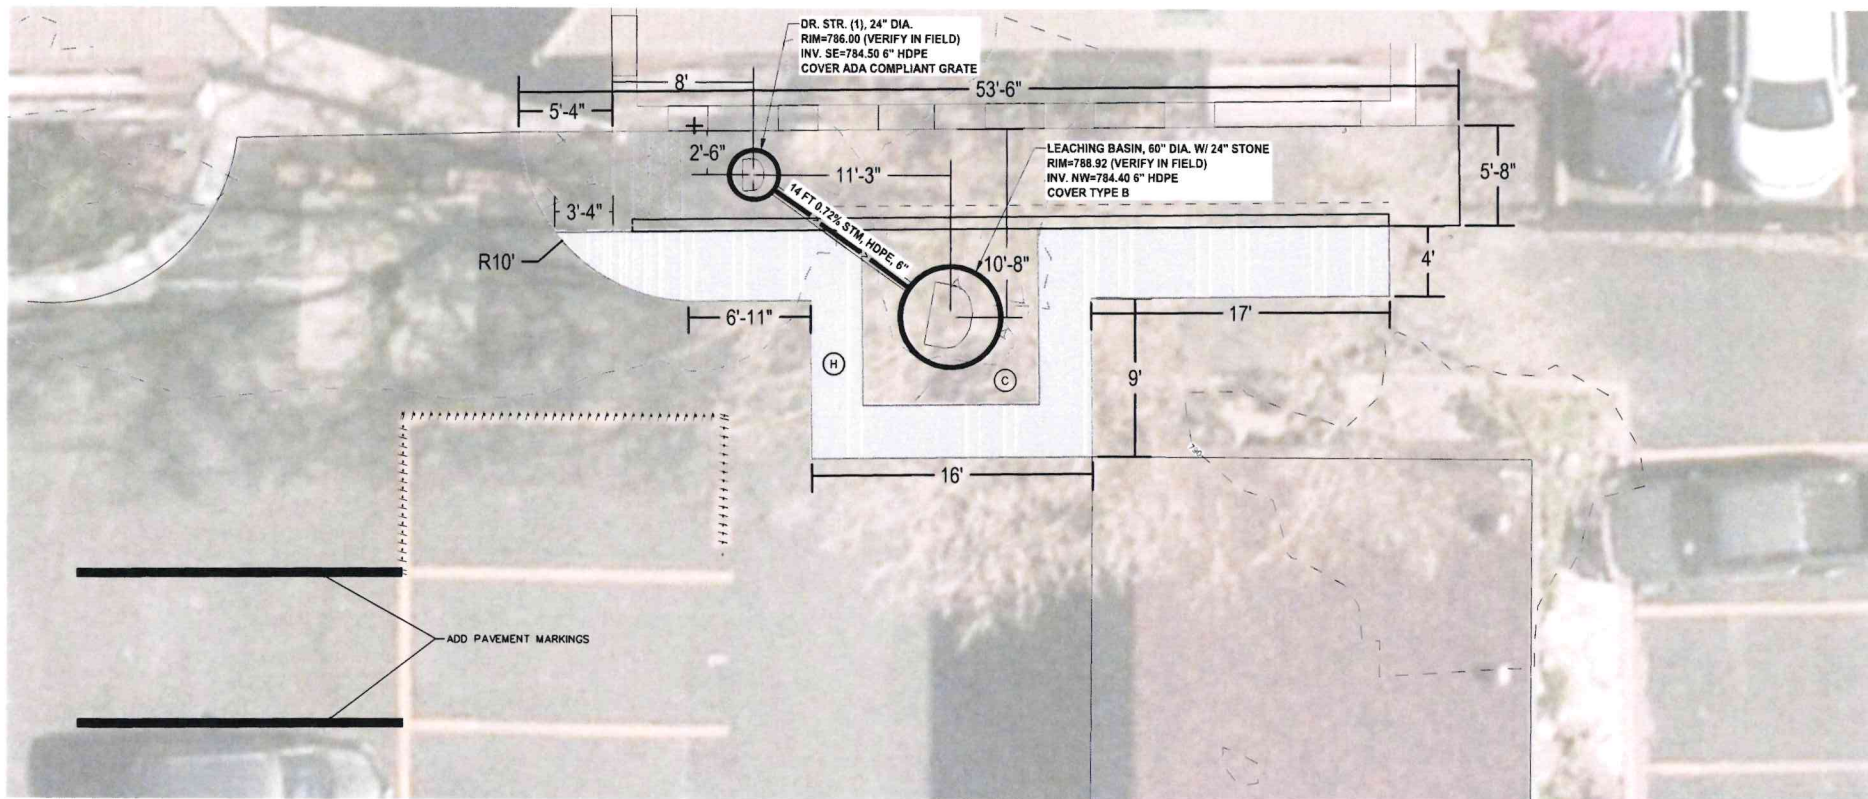 DR. STR. (1), 24" DIA.
RIM=786.00 (VERIFY IN FIELD)
INV. SE=784.50 6" HDPE
COVER ADA COMPLIANT GRATE
8'
53'-6"
5'-4"
2'-6"
11'-3"
LEACHING BASIN, 60" DIA. W/ 24" STONE
RIM=788.92 (VERIFY IN FIELD)
INV. NW=784.40 6" HDPE
COVER TYPE B
5'-8"
14 FT 0.72% STM, HDPE, 6"
3'-4"
R10'
10'-8"
4'
D
D
6'-11"
17'
H
C
9'
790
16'
ADD PAVEMENT MARKINGS